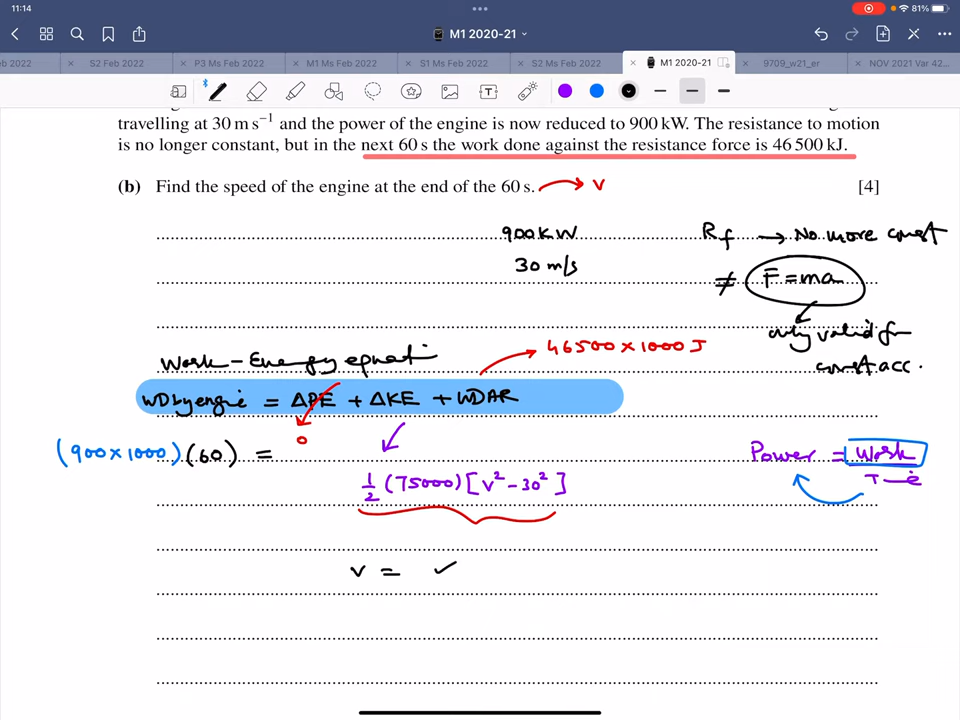 11:14
81%
M1 2020-21
eb 2022
S2 Feb 2022
P3 Ms Feb 2022
M1 Ms Feb 2022
S1 Ms Feb 2022
S2 Ms Feb 2022
M1 2020-21
9709_w21_er
NOV 2021 Var 42...
travelling at 30 m s⁻¹ and the power of the engine is now reduced to 900 kW. The resistance to motion
is no longer constant, but in the next 60 s the work done against the resistance force is 46 500 kJ.
(b) Find the speed of the engine at the end of the 60 s. → v [4]
900 KW
30 m/s
Rf → No more const
≠ F = ma
only valid for
const acc.
46500 × 1000 J
Work - Energy equati
WD by engie = ΔPE + ΔKE + WDAR
0
(900 × 1000) (60) =
½ (75000) [v² – 30²]
Power = Work
v = ✓